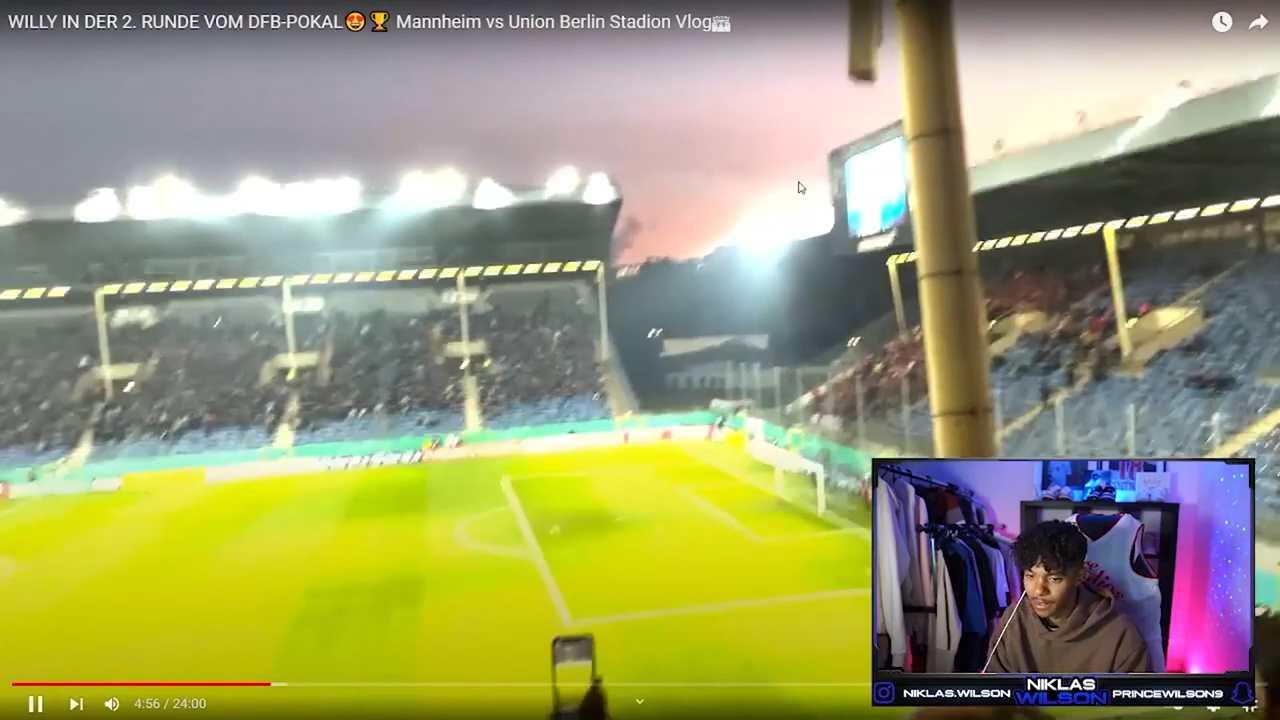 WILLY IN DER 2. RUNDE VOM DFB-POKAL😍🏆 Mannheim vs Union Berlin Stadion Vlog🏟
4:56 / 24:00
NIKLAS.WILSON
NIKLAS
WILSON
PRINCEWILSON9